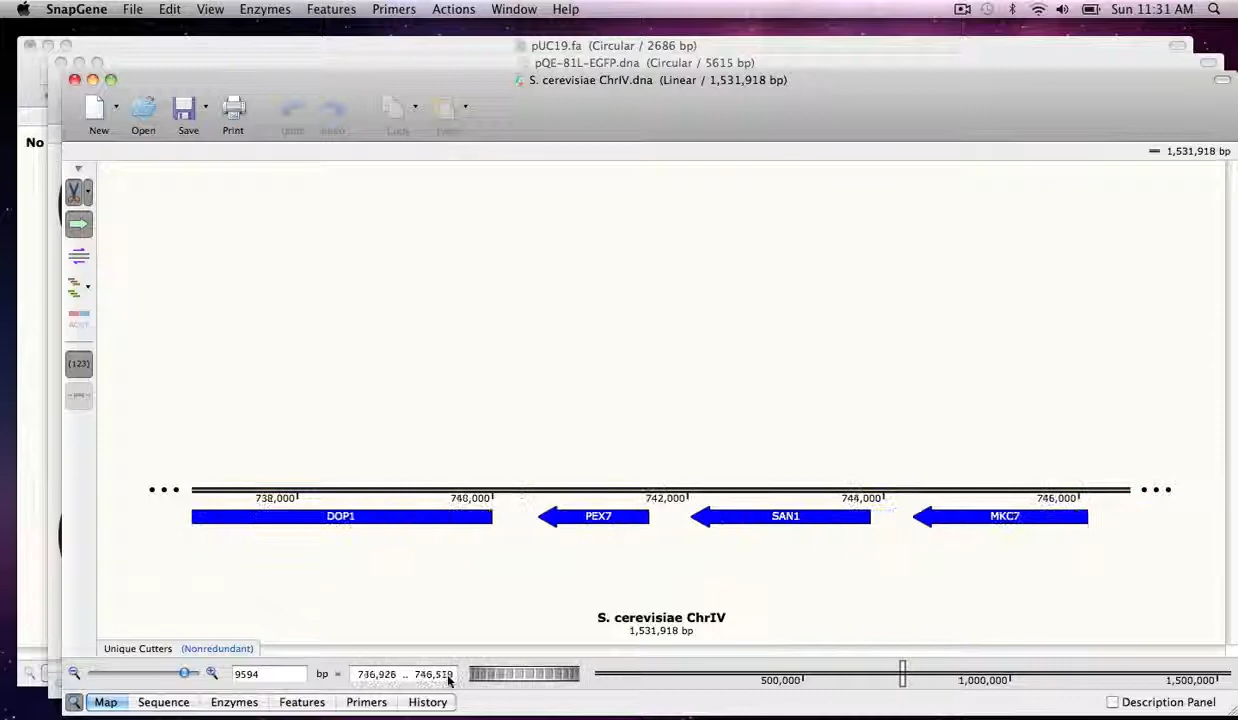 SnapGene File Edit View Enzymes Features Primers Actions Window Help Sun 11:31 AM
pUC19.fa (Circular / 2686 bp)
pQE-81L-EGFP.dna (Circular / 5615 bp)
S. cerevisiae ChrIV.dna (Linear / 1,531,918 bp)
New Open Save Print
No
1,531,918 bp
(123)
738,000 740,000 742,000 744,000 746,000
DOP1 PEX7 SAN1 MKC7
S. cerevisiae ChrIV
1,531,918 bp
Unique Cutters (Nonredundant)
9594 bp =
500,000 1,000,000 1,500,000
Map Sequence Enzymes Features Primers History Description Panel